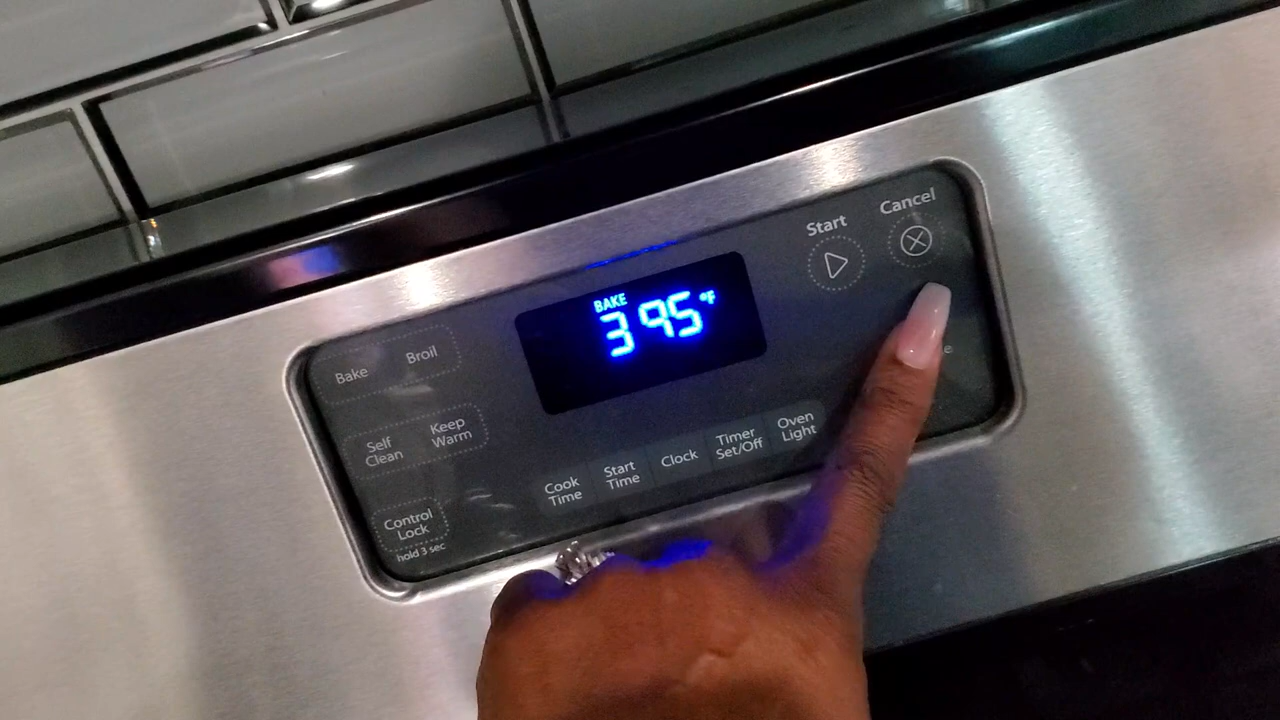 Start
Cancel
BAKE
395°F
Bake
Broil
Self
Clean
Keep
Warm
Cook
Time
Start
Time
Clock
Timer
Set/Off
Oven
Light
Control
Lock
hold 3 sec